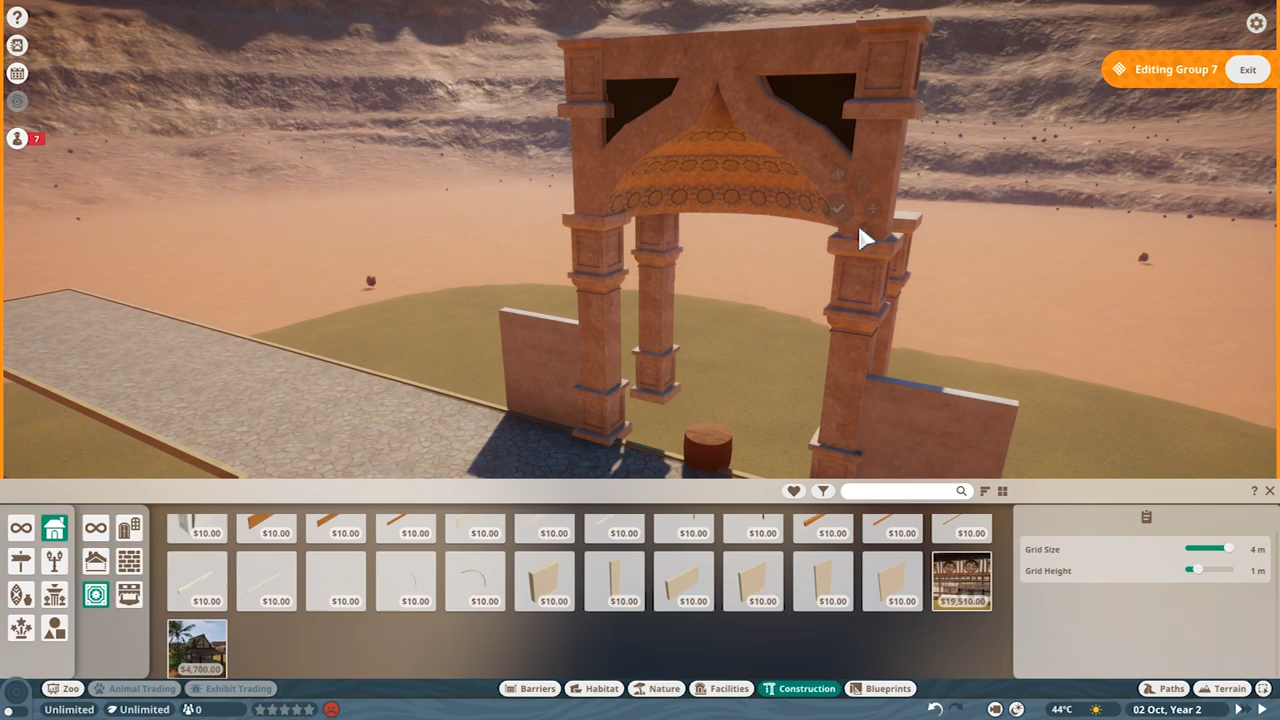 ?
Editing Group 7
Exit
7
? ×
$10.00 $10.00 $10.00 $10.00 $10.00 $10.00 $10.00 $10.00 $10.00 $10.00 $10.00 $10.00
Grid Size 4 m
Grid Height 1 m
$10.00 $10.00 $10.00 $10.00 $10.00 $10.00 $10.00 $10.00 $10.00 $10.00 $10.00 $19,510.00
$4,700.00
Zoo Animal Trading Exhibit Trading Barriers Habitat Nature Facilities Construction Blueprints Paths Terrain
Unlimited Unlimited 0 44°C 02 Oct, Year 2